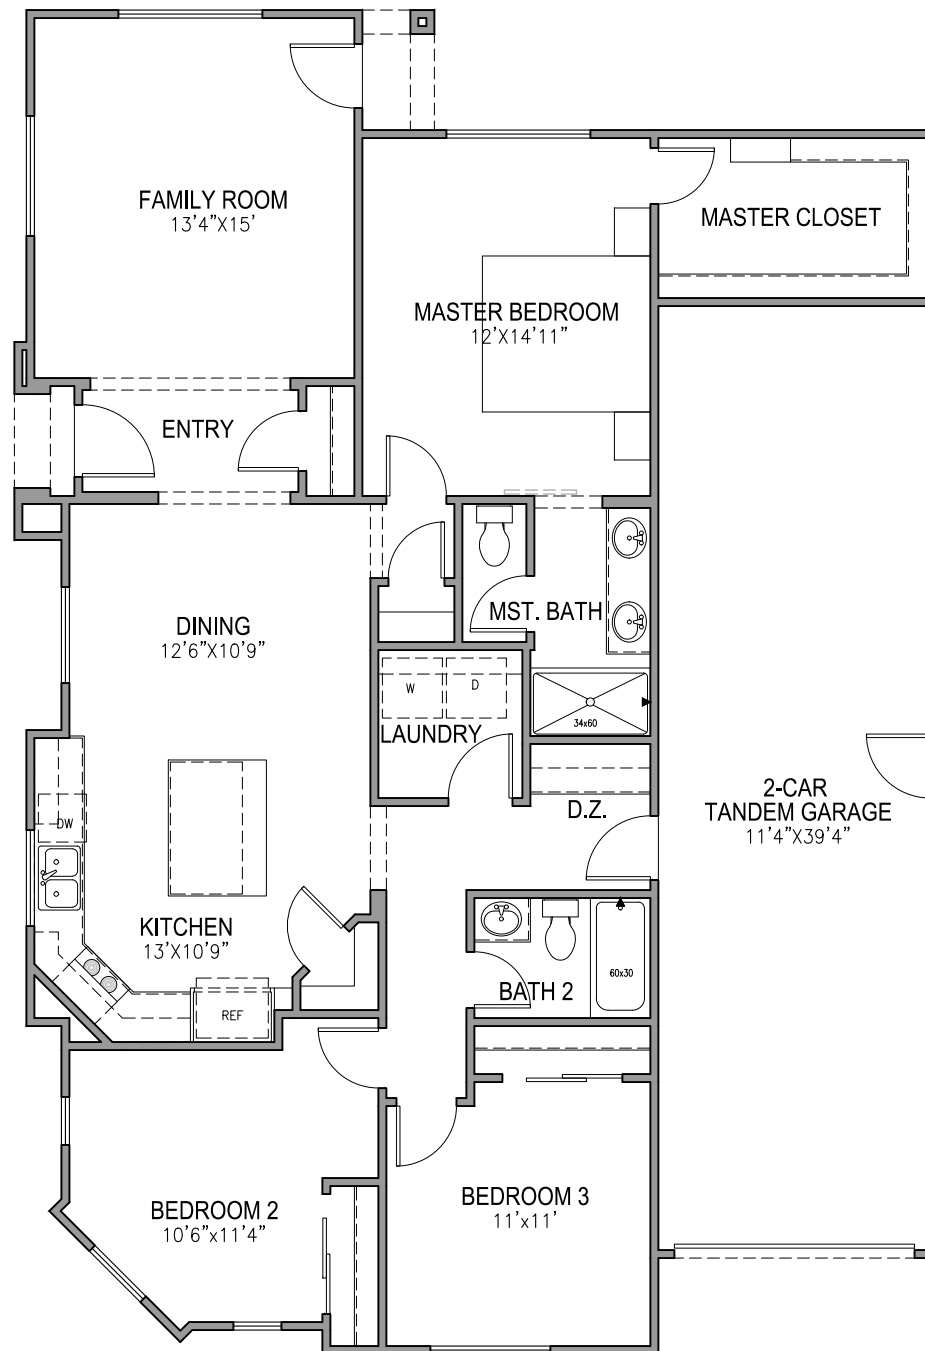 FAMILY ROOM
13'4"X15'
MASTER CLOSET
MASTER BEDROOM
12'X14'11"
ENTRY
MST. BATH
DINING
12'6"X10'9"
W
D
LAUNDRY
34x60
D.Z.
2-CAR
TANDEM GARAGE
11'4"X39'4"
DW
KITCHEN
13'X10'9"
60x30
BATH 2
REF
BEDROOM 2
10'6"x11'4"
BEDROOM 3
11'x11'